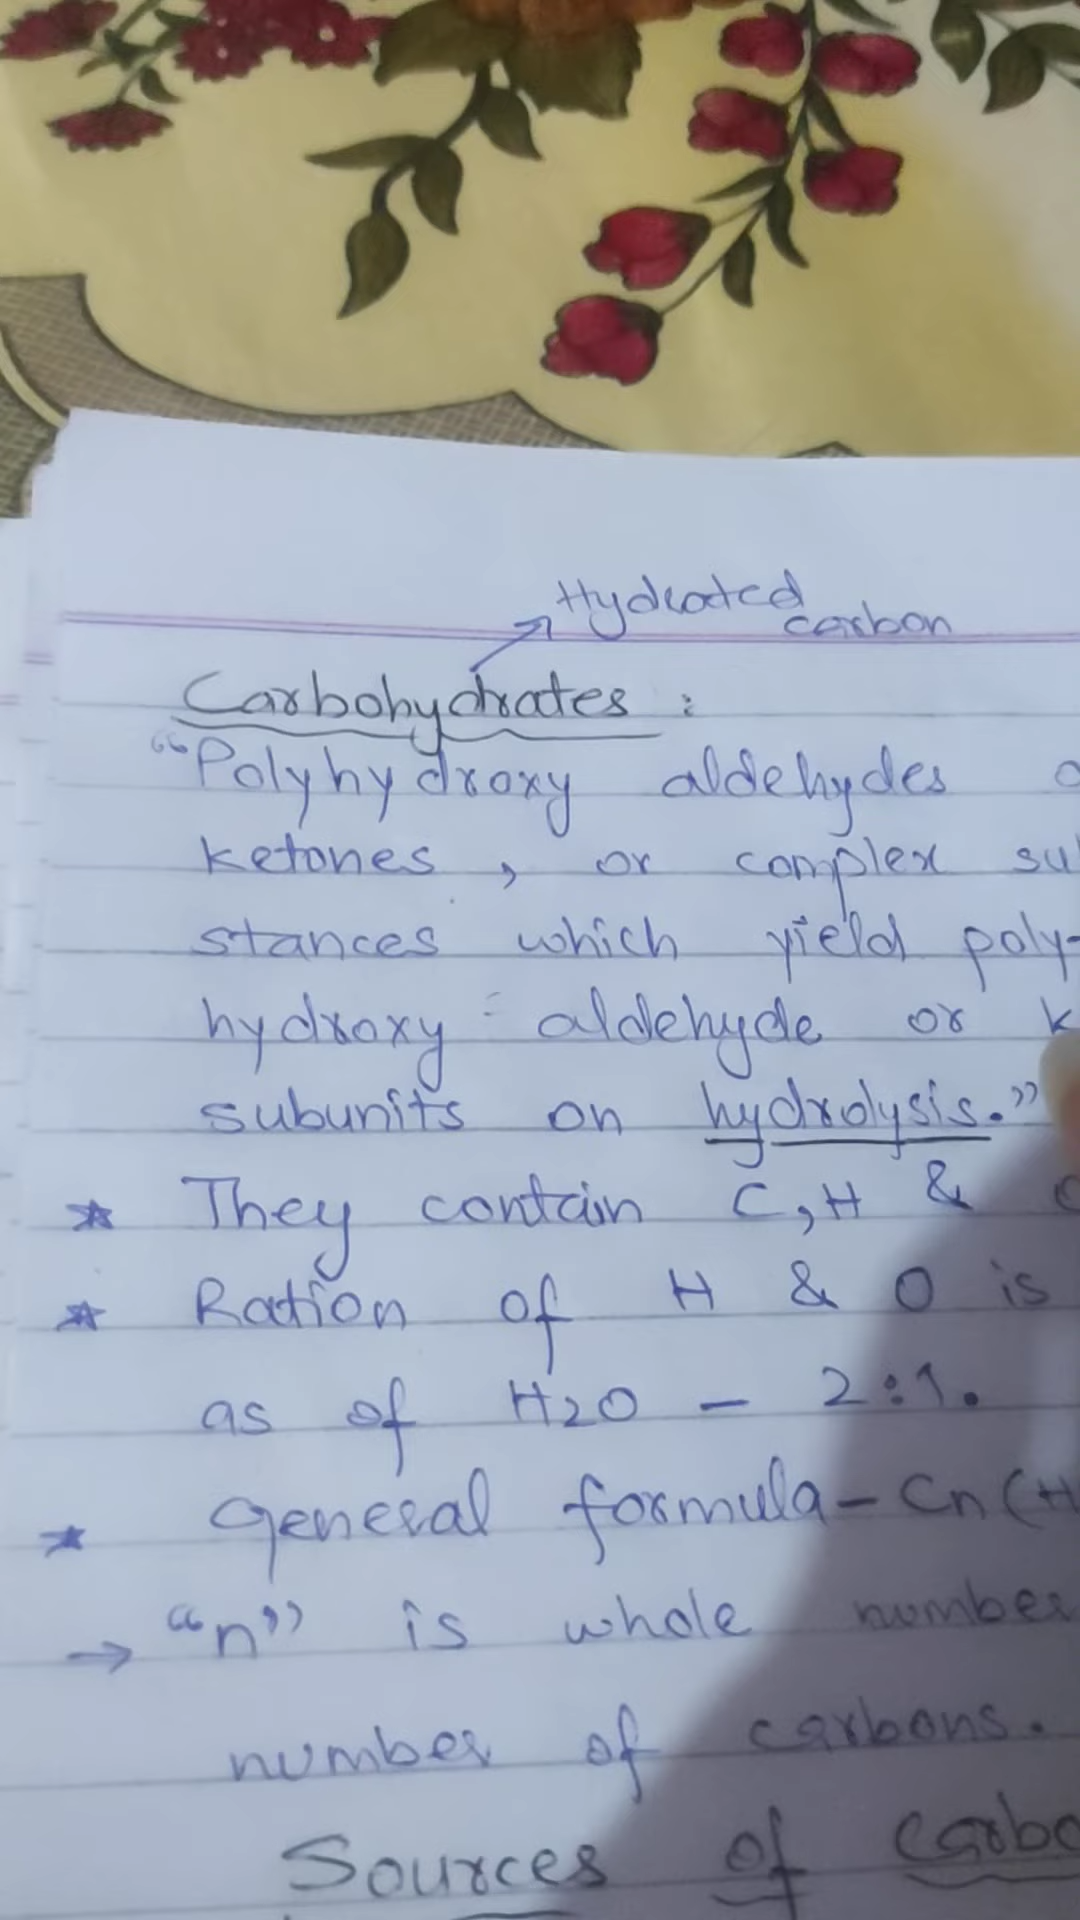 Hydrated
carbon
Carbohydrates :
"Polyhydroxy aldehydes
ketones, or complex su
stances which yield poly-
hydroxy - aldehyde or k
subunits on hydrolysis."
* They contain C, H &
* Ration of H & O is
as of H2O - 2:1.
* General formula - Cn(H
→ "n" is whole number
number of carbons.
Sources of carbo